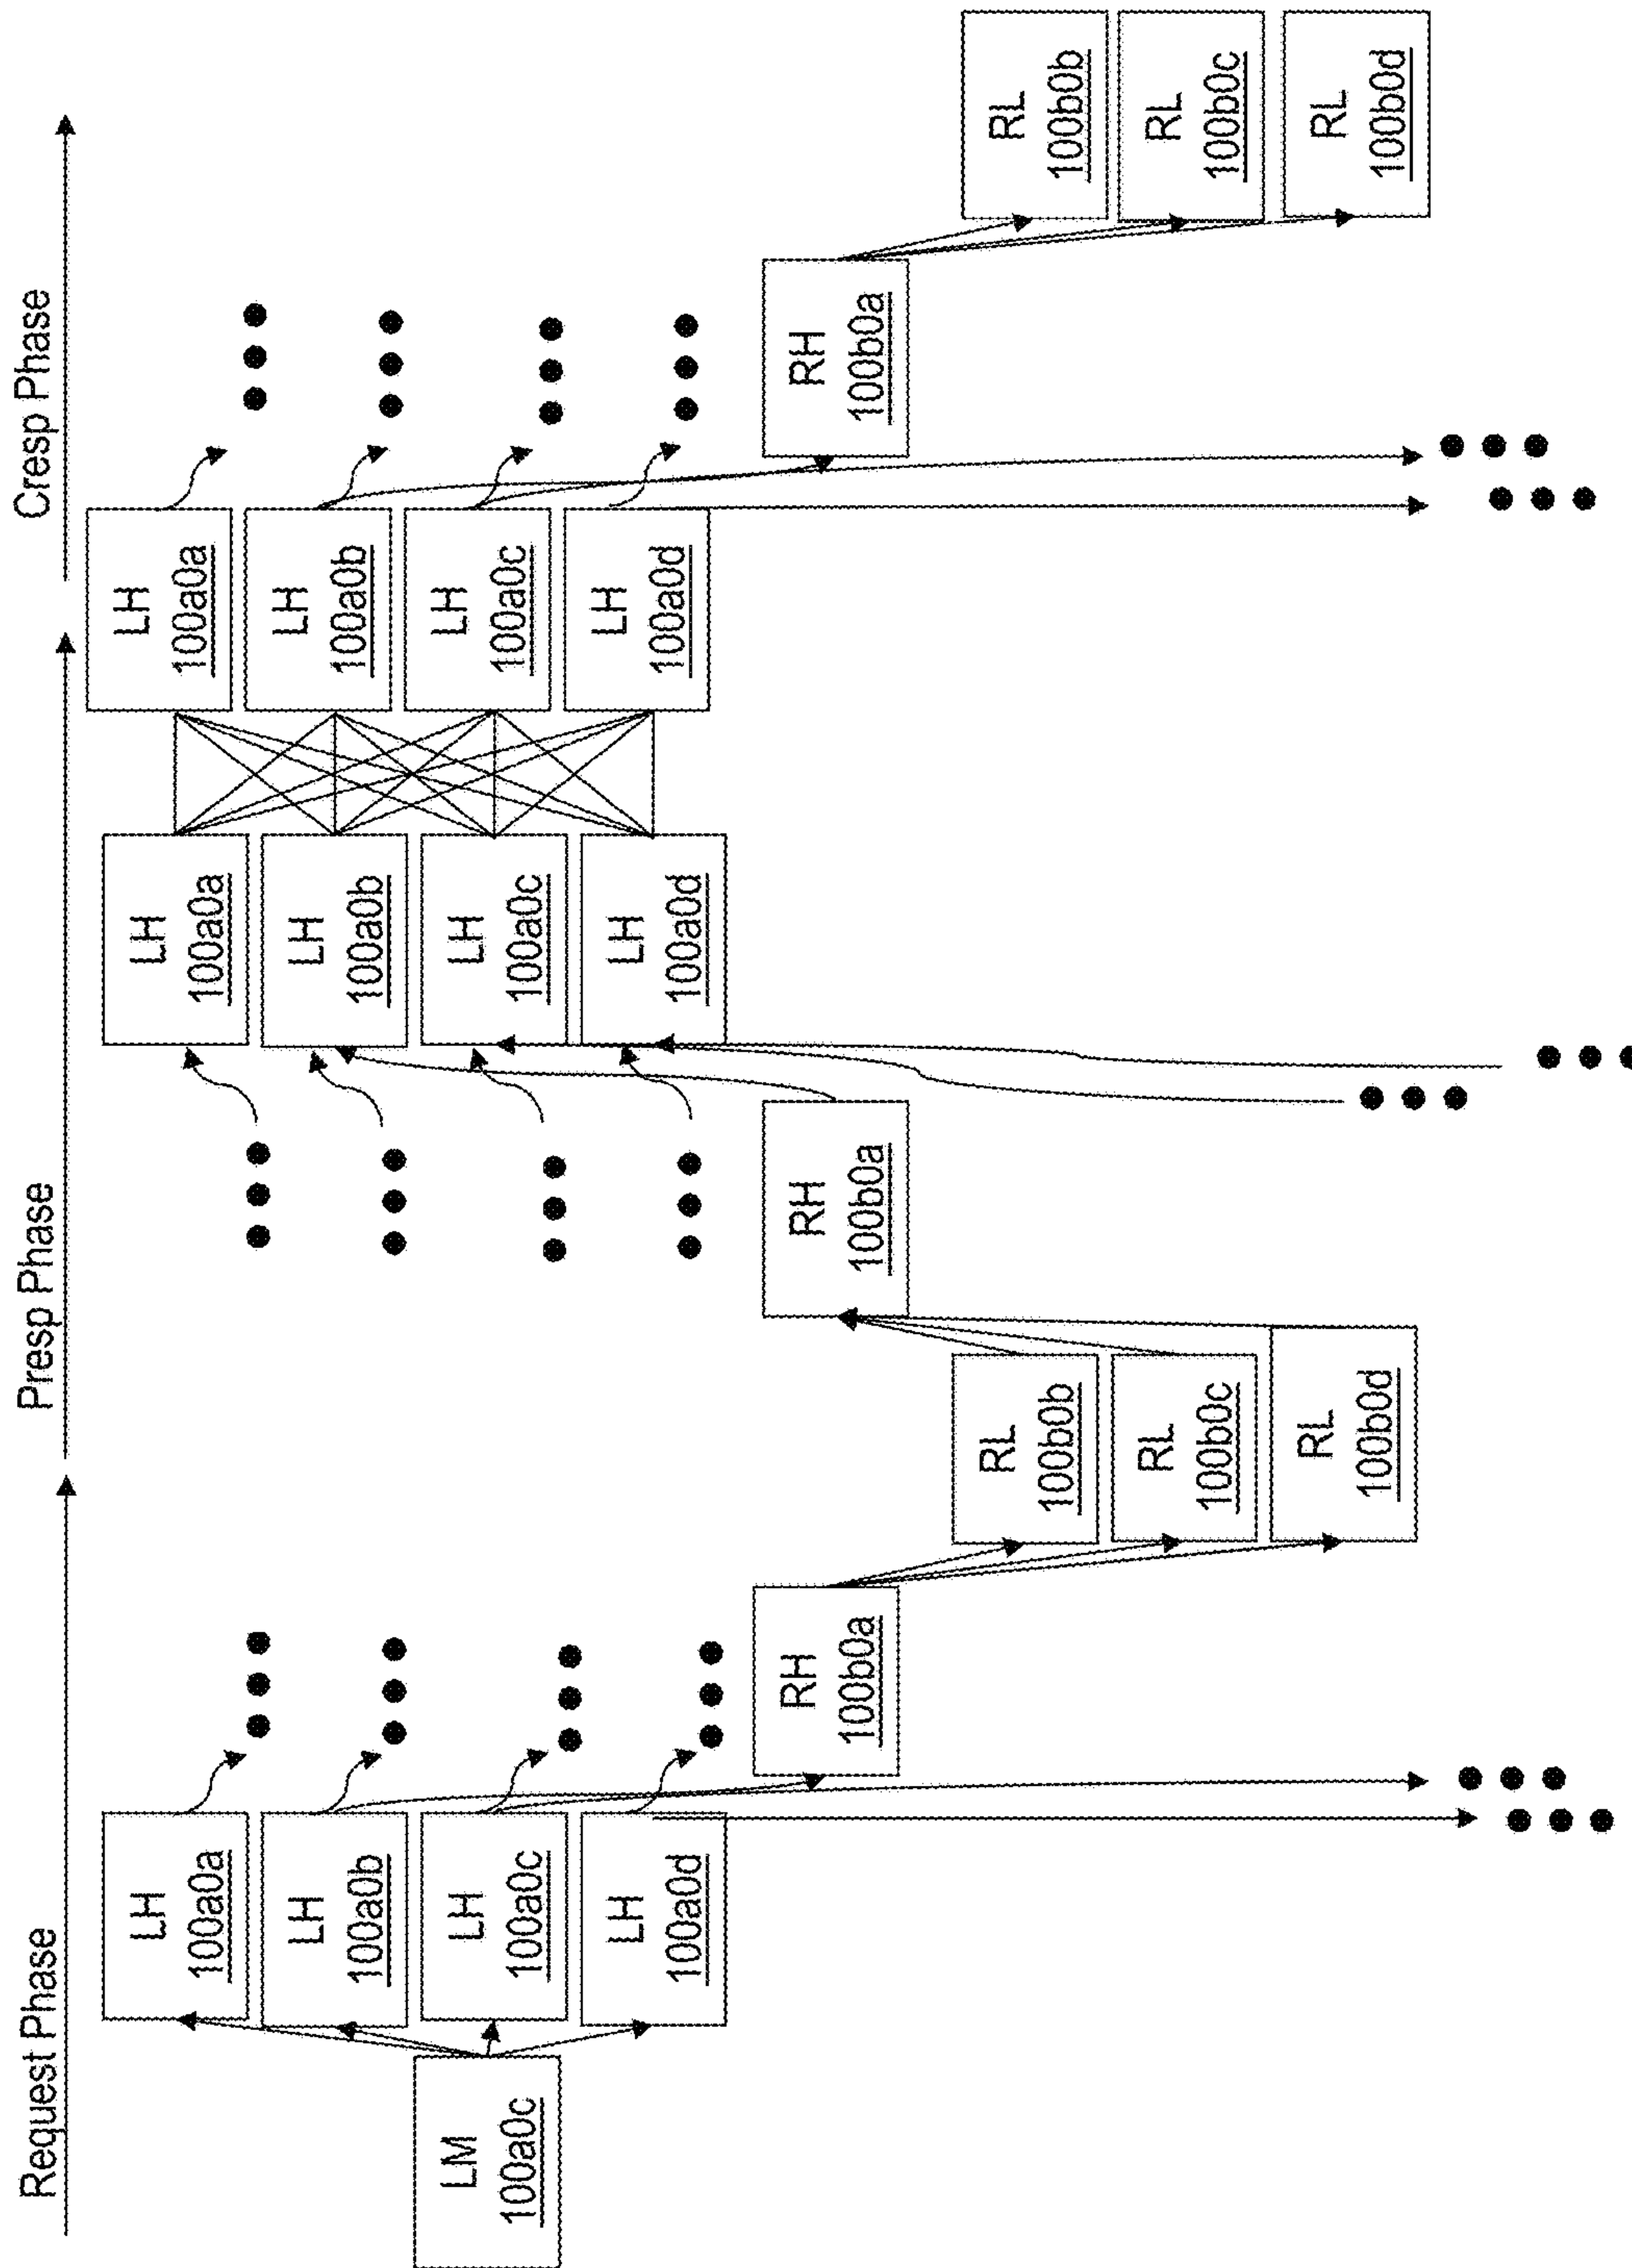 Request Phase
Presp Phase
Cresp Phase
LM
100a0c
LH
100a0a
LH
100a0b
LH
100a0c
LH
100a0d
RH
100b0a
RL
100b0b
RL
100b0c
RL
100b0d
RH
100b0a
LH
100a0a
LH
100a0b
LH
100a0c
LH
100a0d
LH
100a0a
LH
100a0b
LH
100a0c
LH
100a0d
RH
100b0a
RL
100b0b
RL
100b0c
RL
100b0d